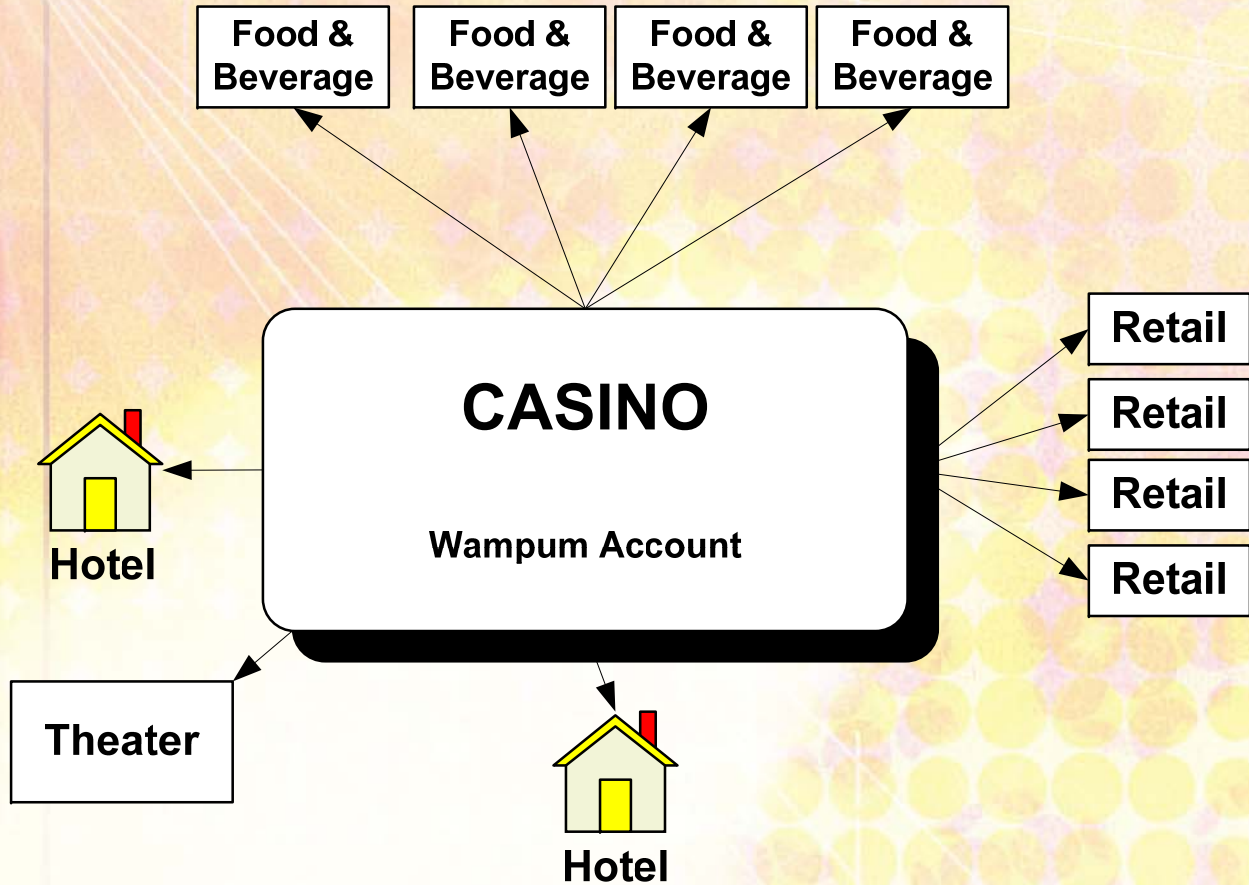 Food &
Beverage
Food &
Beverage
Food &
Beverage
Food &
Beverage
CASINO
Wampum Account
Retail
Retail
Retail
Retail
Hotel
Theater
Hotel